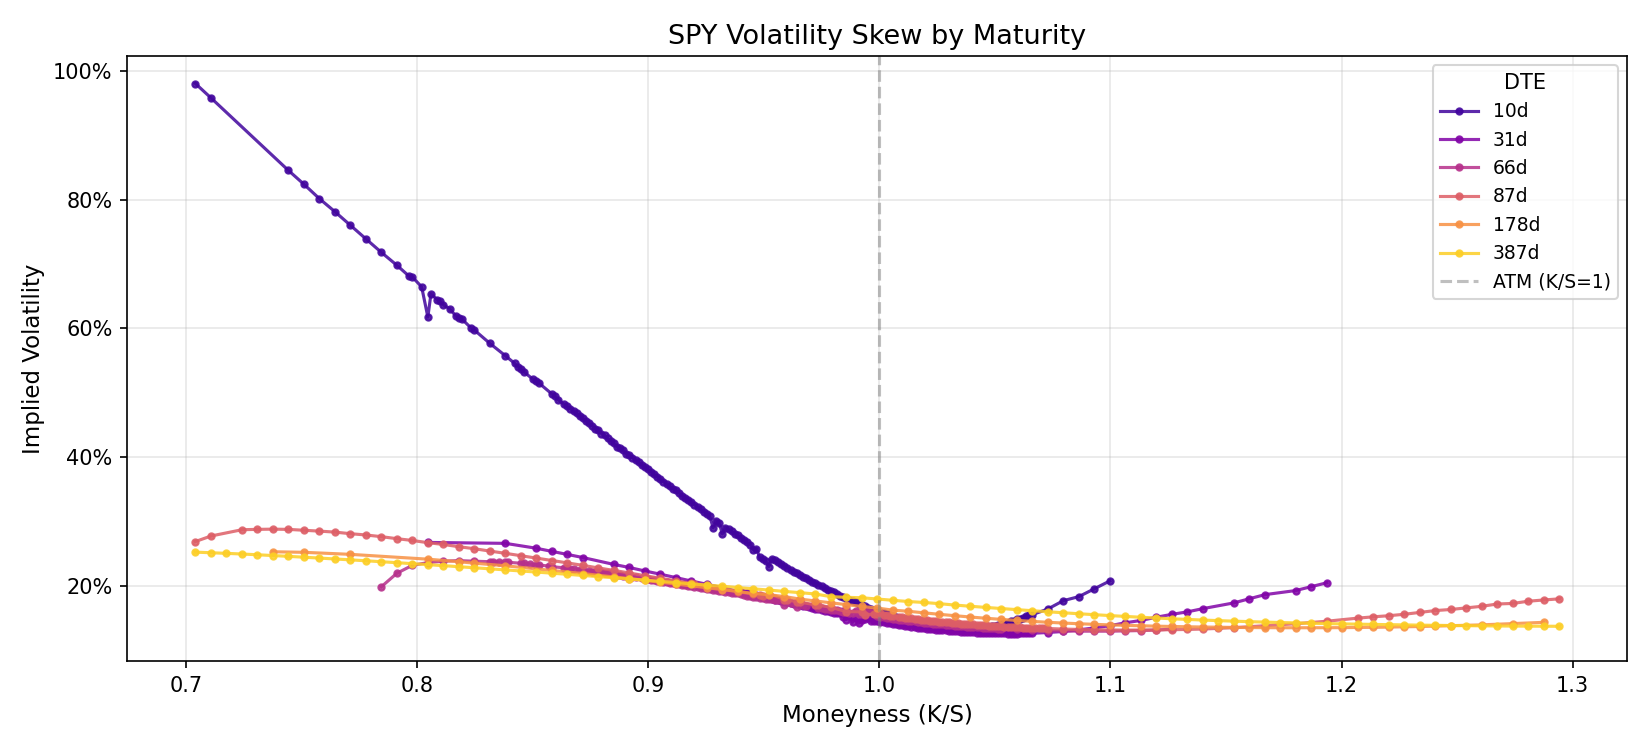 SPY Volatility Skew by Maturity
100%
80%
60%
40%
20%
Implied Volatility
0.7
0.8
0.9
1.0
1.1
1.2
1.3
Moneyness (K/S)
DTE
10d
31d
66d
87d
178d
387d
ATM (K/S=1)